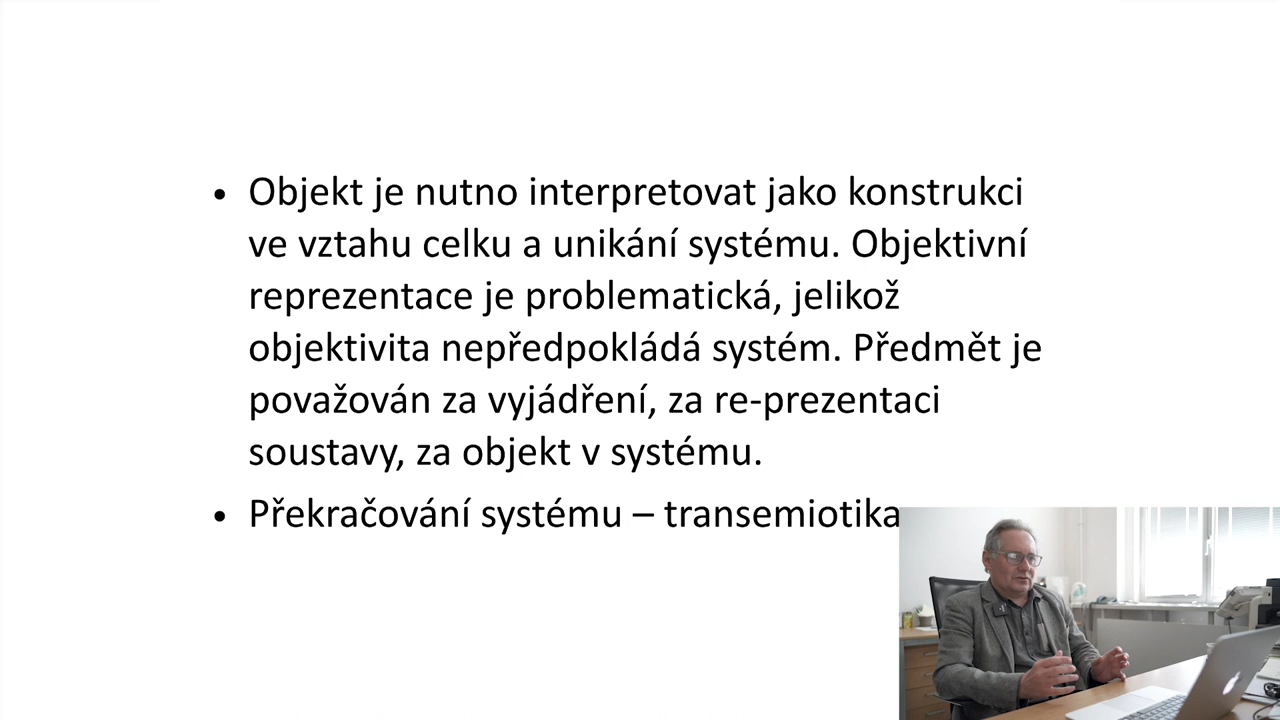 • Objekt je nutno interpretovat jako konstrukci
ve vztahu celku a unikání systému. Objektivní
reprezentace je problematická, jelikož
objektivita nepředpokládá systém. Předmět je
považován za vyjádření, za re-prezentaci
soustavy, za objekt v systému.
• Překračování systému – transemiotika